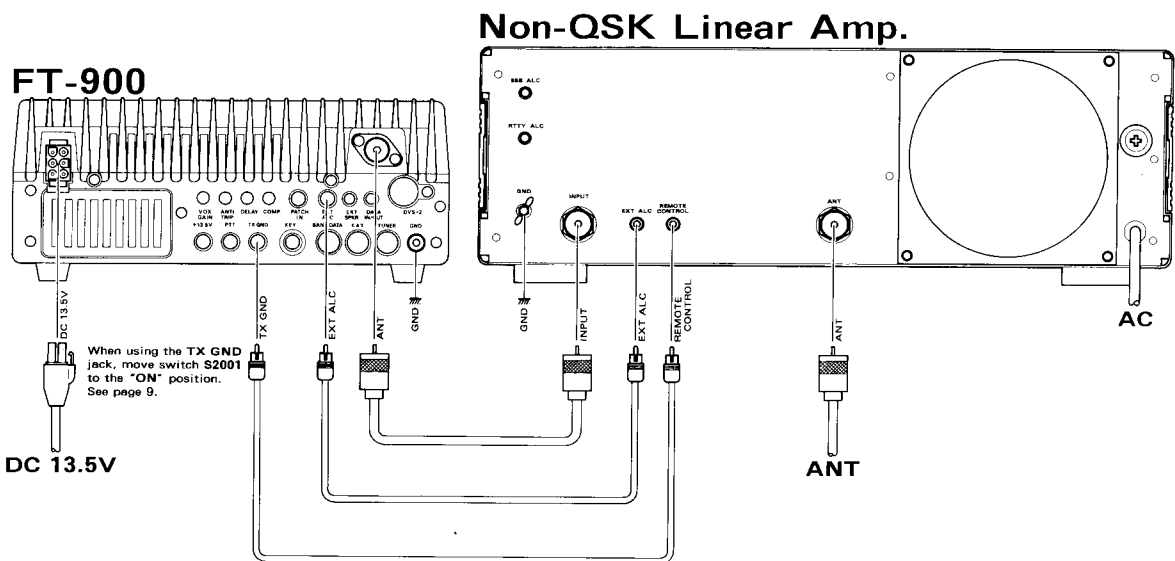 Non-QSK Linear Amp.
FT-900
SSB ALC
RTTY ALC
GND
INPUT
EXT ALC
REMOTE
CONTROL
ANT
VOX
GAIN
ANTI
TRIP
DELAY
COMP
PATCH
IN
EXT
ALC
EXT
SPKR
DATA
IN/OUT
DVS-2
+13.5V
PTT
TX GND
KEY
BAND DATA
CAT
TUNER
GND
DC 13.5V
TX GND
EXT ALC
ANT
GND
GND
INPUT
EXT ALC
REMOTE
CONTROL
ANT
AC
When using the TX GND
jack, move switch S2001
to the "ON" position.
See page 9.
DC 13.5V
ANT